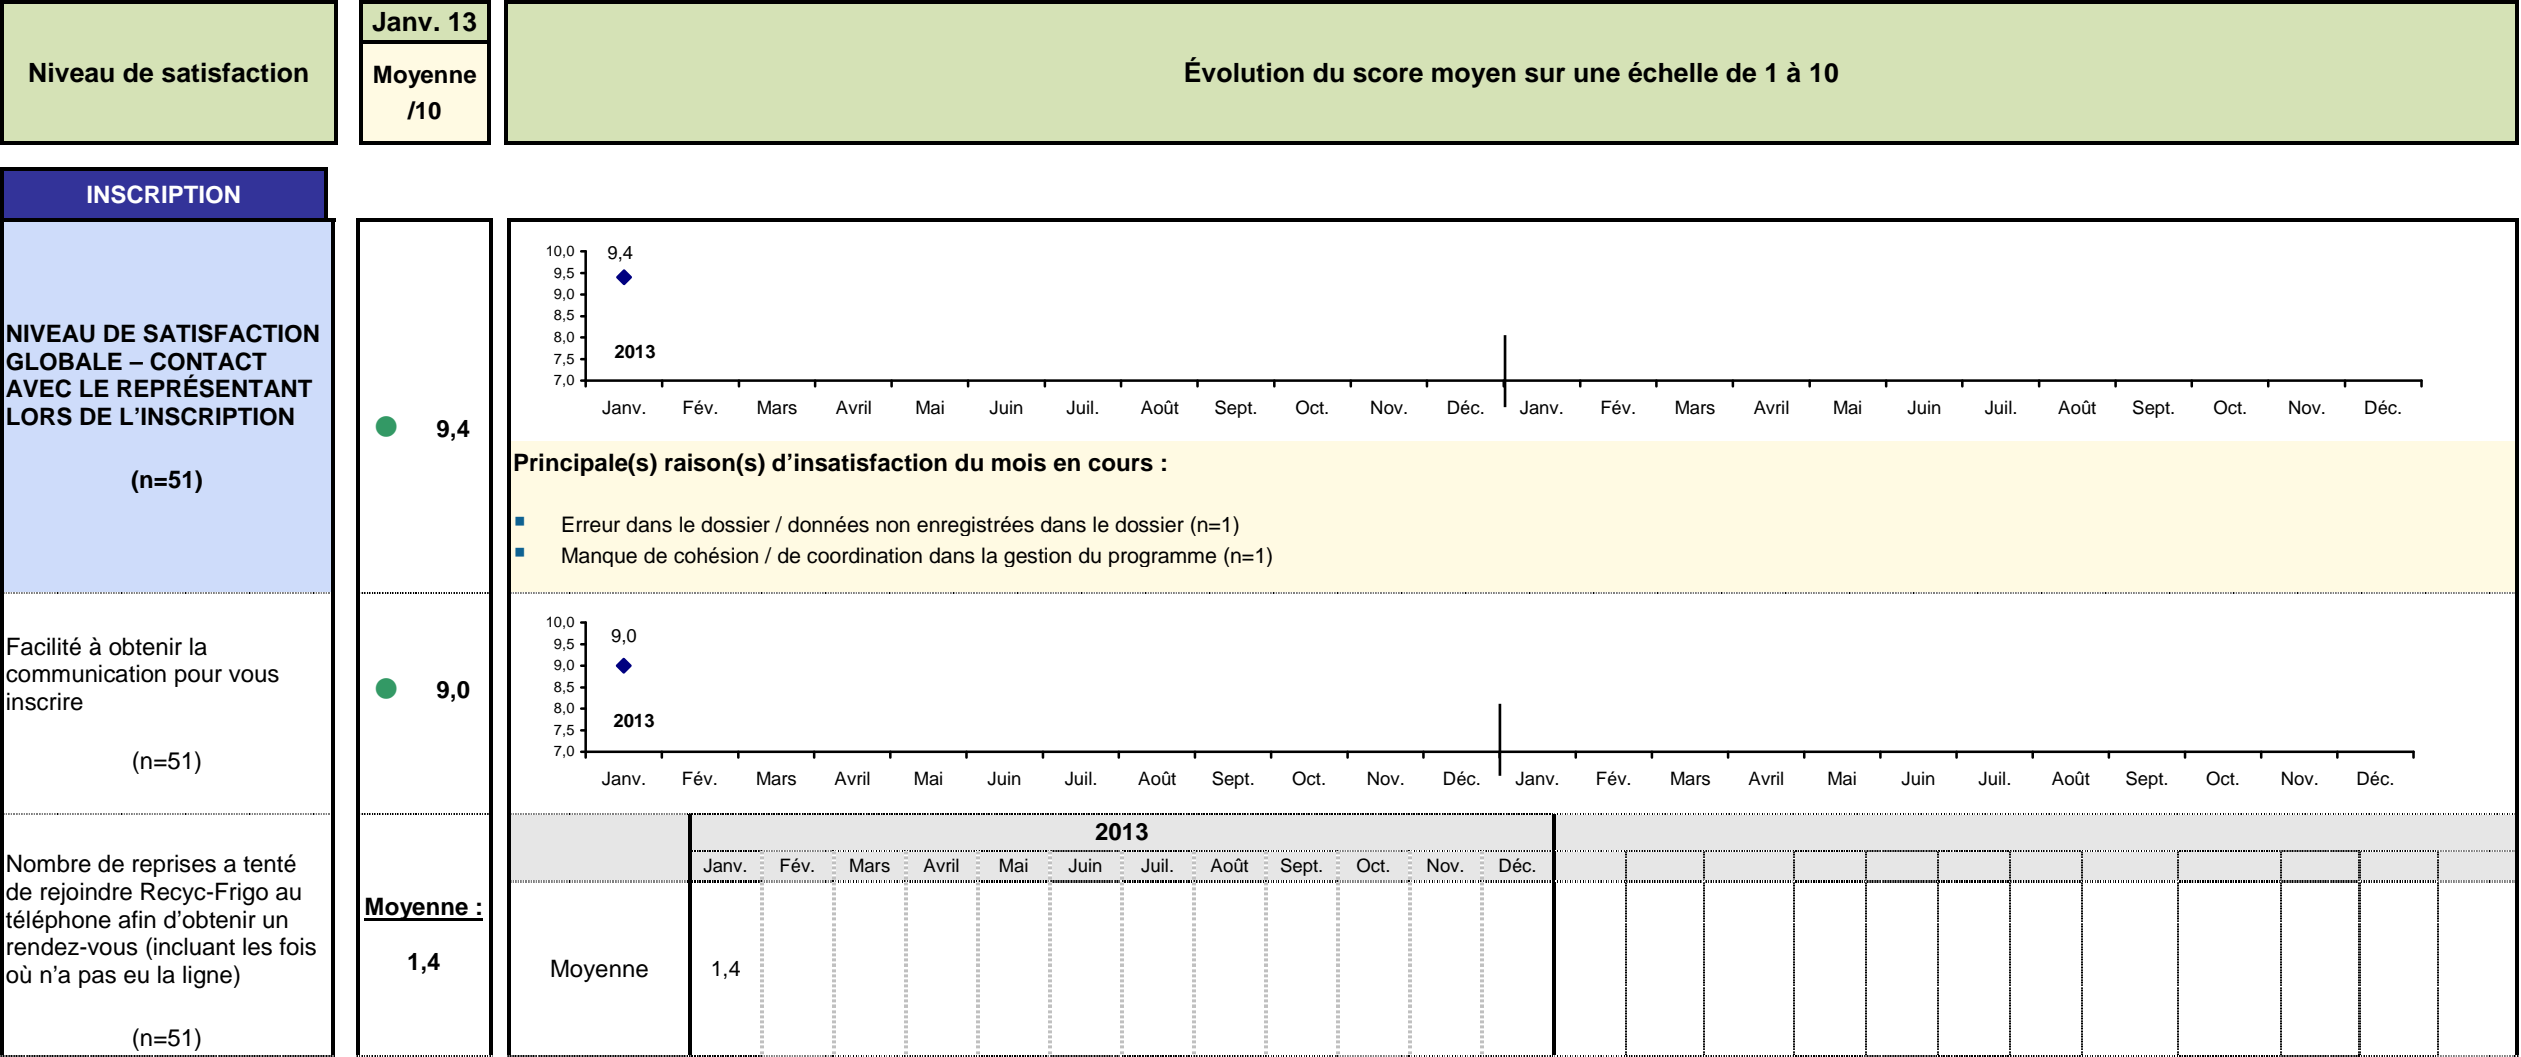 Niveau de satisfaction
Janv. 13
Moyenne
/10
Évolution du score moyen sur une échelle de 1 à 10
INSCRIPTION
NIVEAU DE SATISFACTION
GLOBALE – CONTACT
AVEC LE REPRÉSENTANT
LORS DE L'INSCRIPTION
(n=51)
9,4
10,0
9,5
9,0
8,5
8,0
7,5
7,0
9,4
2013
Janv. Fév. Mars Avril Mai Juin Juil. Août Sept. Oct. Nov. Déc. Janv. Fév. Mars Avril Mai Juin Juil. Août Sept. Oct. Nov. Déc.
Principale(s) raison(s) d'insatisfaction du mois en cours :
▪ Erreur dans le dossier / données non enregistrées dans le dossier (n=1)
▪ Manque de cohésion / de coordination dans la gestion du programme (n=1)
Facilité à obtenir la
communication pour vous
inscrire
(n=51)
9,0
10,0
9,5
9,0
8,5
8,0
7,5
7,0
9,0
2013
Janv. Fév. Mars Avril Mai Juin Juil. Août Sept. Oct. Nov. Déc. Janv. Fév. Mars Avril Mai Juin Juil. Août Sept. Oct. Nov. Déc.
Nombre de reprises a tenté
de rejoindre Recyc-Frigo au
téléphone afin d'obtenir un
rendez-vous (incluant les fois
où n'a pas eu la ligne)
(n=51)
Moyenne :
1,4
2013
Janv. Fév. Mars Avril Mai Juin Juil. Août Sept. Oct. Nov. Déc.
Moyenne 1,4